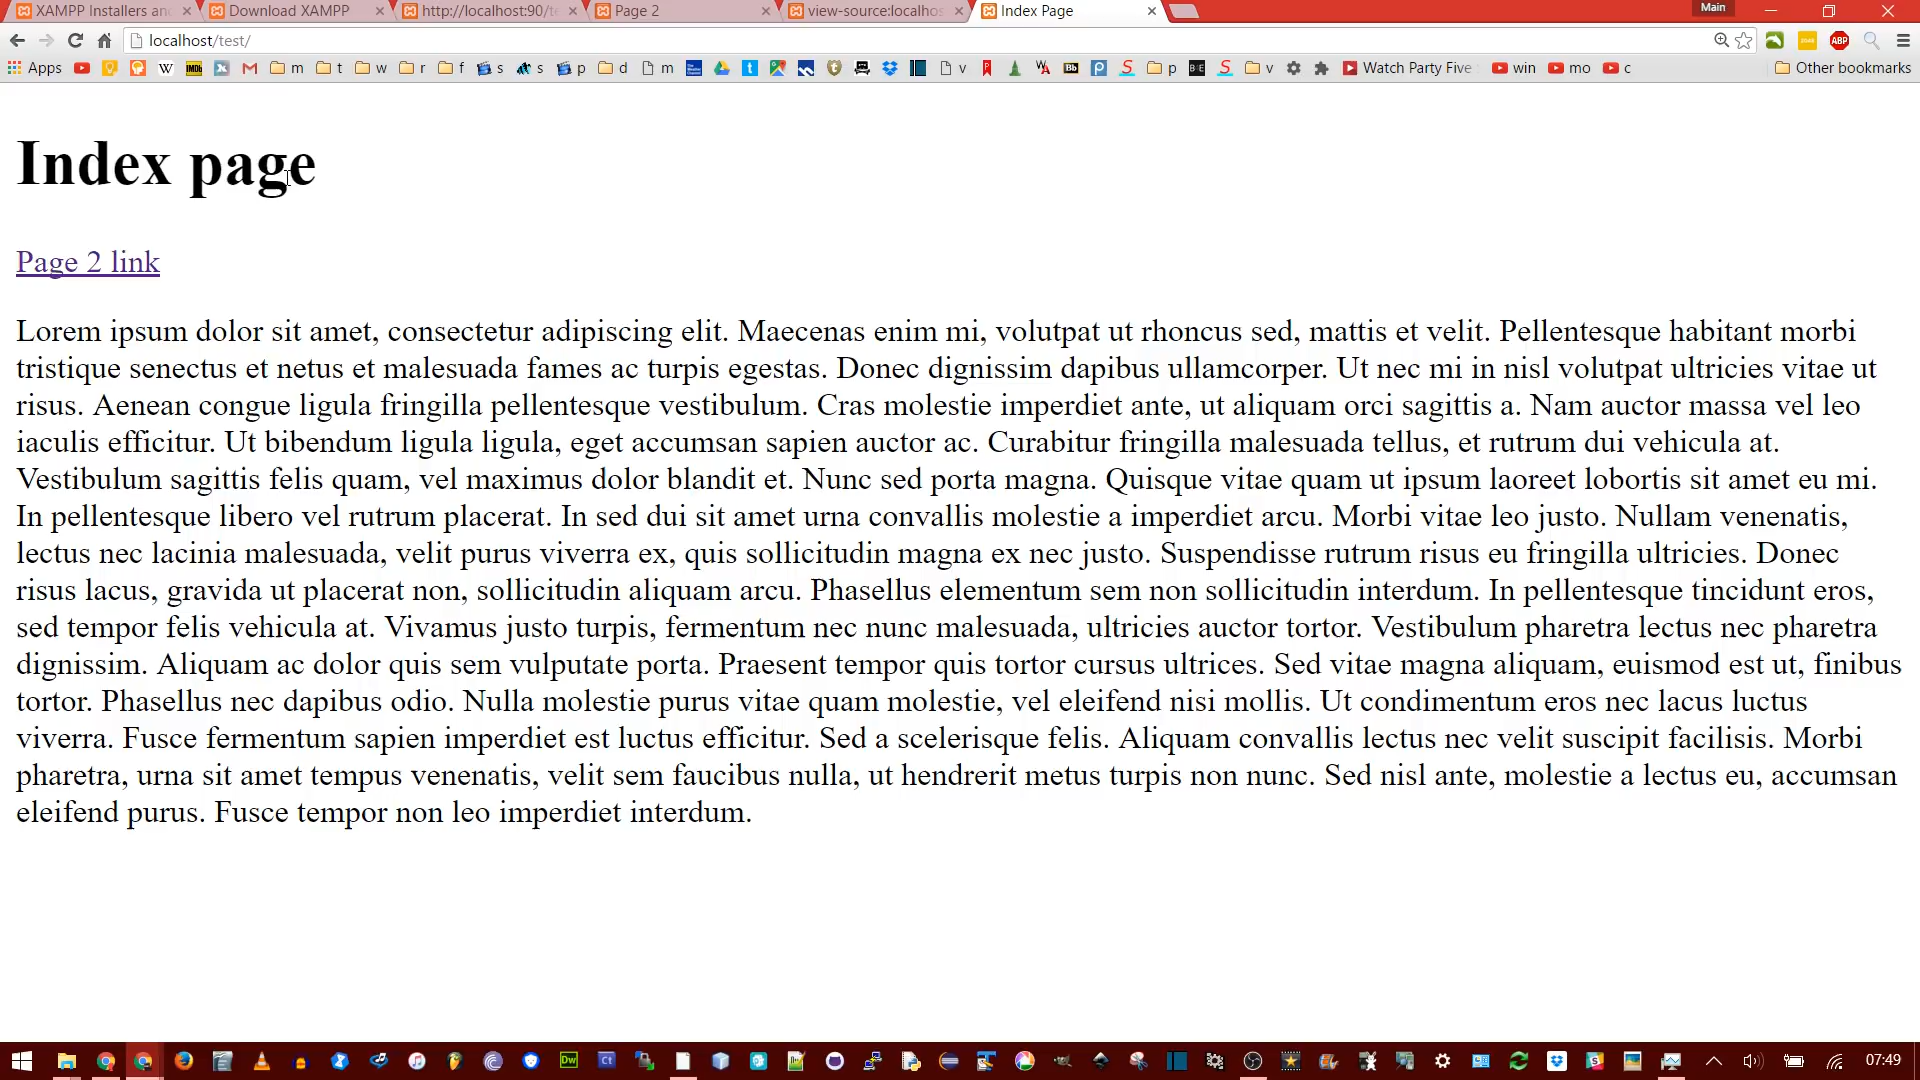 XAMPP Installers an
Download XAMPP
http://localhost:90/te
Page 2
view-source:localhos
Index Page
Main
localhost/test/
Apps
m
t
w
r
f
s
s
p
d
m
v
p
v
Watch Party Five
win
mo
c
Other bookmarks
Index page
Page 2 link
Lorem ipsum dolor sit amet, consectetur adipiscing elit. Maecenas enim mi, volutpat ut rhoncus sed, mattis et velit. Pellentesque habitant morbi
tristique senectus et netus et malesuada fames ac turpis egestas. Donec dignissim dapibus ullamcorper. Ut nec mi in nisl volutpat ultricies vitae ut
risus. Aenean congue ligula fringilla pellentesque vestibulum. Cras molestie imperdiet ante, ut aliquam orci sagittis a. Nam auctor massa vel leo
iaculis efficitur. Ut bibendum ligula ligula, eget accumsan sapien auctor ac. Curabitur fringilla malesuada tellus, et rutrum dui vehicula at.
Vestibulum sagittis felis quam, vel maximus dolor blandit et. Nunc sed porta magna. Quisque vitae quam ut ipsum laoreet lobortis sit amet eu mi.
In pellentesque libero vel rutrum placerat. In sed dui sit amet urna convallis molestie a imperdiet arcu. Morbi vitae leo justo. Nullam venenatis,
lectus nec lacinia malesuada, velit purus viverra ex, quis sollicitudin magna ex nec justo. Suspendisse rutrum risus eu fringilla ultricies. Donec
risus lacus, gravida ut placerat non, sollicitudin aliquam arcu. Phasellus elementum sem non sollicitudin interdum. In pellentesque tincidunt eros,
sed tempor felis vehicula at. Vivamus justo turpis, fermentum nec nunc malesuada, ultricies auctor tortor. Vestibulum pharetra lectus nec pharetra
dignissim. Aliquam ac dolor quis sem vulputate porta. Praesent tempor quis tortor cursus ultrices. Sed vitae magna aliquam, euismod est ut, finibus
tortor. Phasellus nec dapibus odio. Nulla molestie purus vitae quam molestie, vel eleifend nisi mollis. Ut condimentum eros nec lacus luctus
viverra. Fusce fermentum sapien imperdiet est luctus efficitur. Sed a scelerisque felis. Aliquam convallis lectus nec velit suscipit facilisis. Morbi
pharetra, urna sit amet tempus venenatis, velit sem faucibus nulla, ut hendrerit metus turpis non nunc. Sed nisl ante, molestie a lectus eu, accumsan
eleifend purus. Fusce tempor non leo imperdiet interdum.
07:49